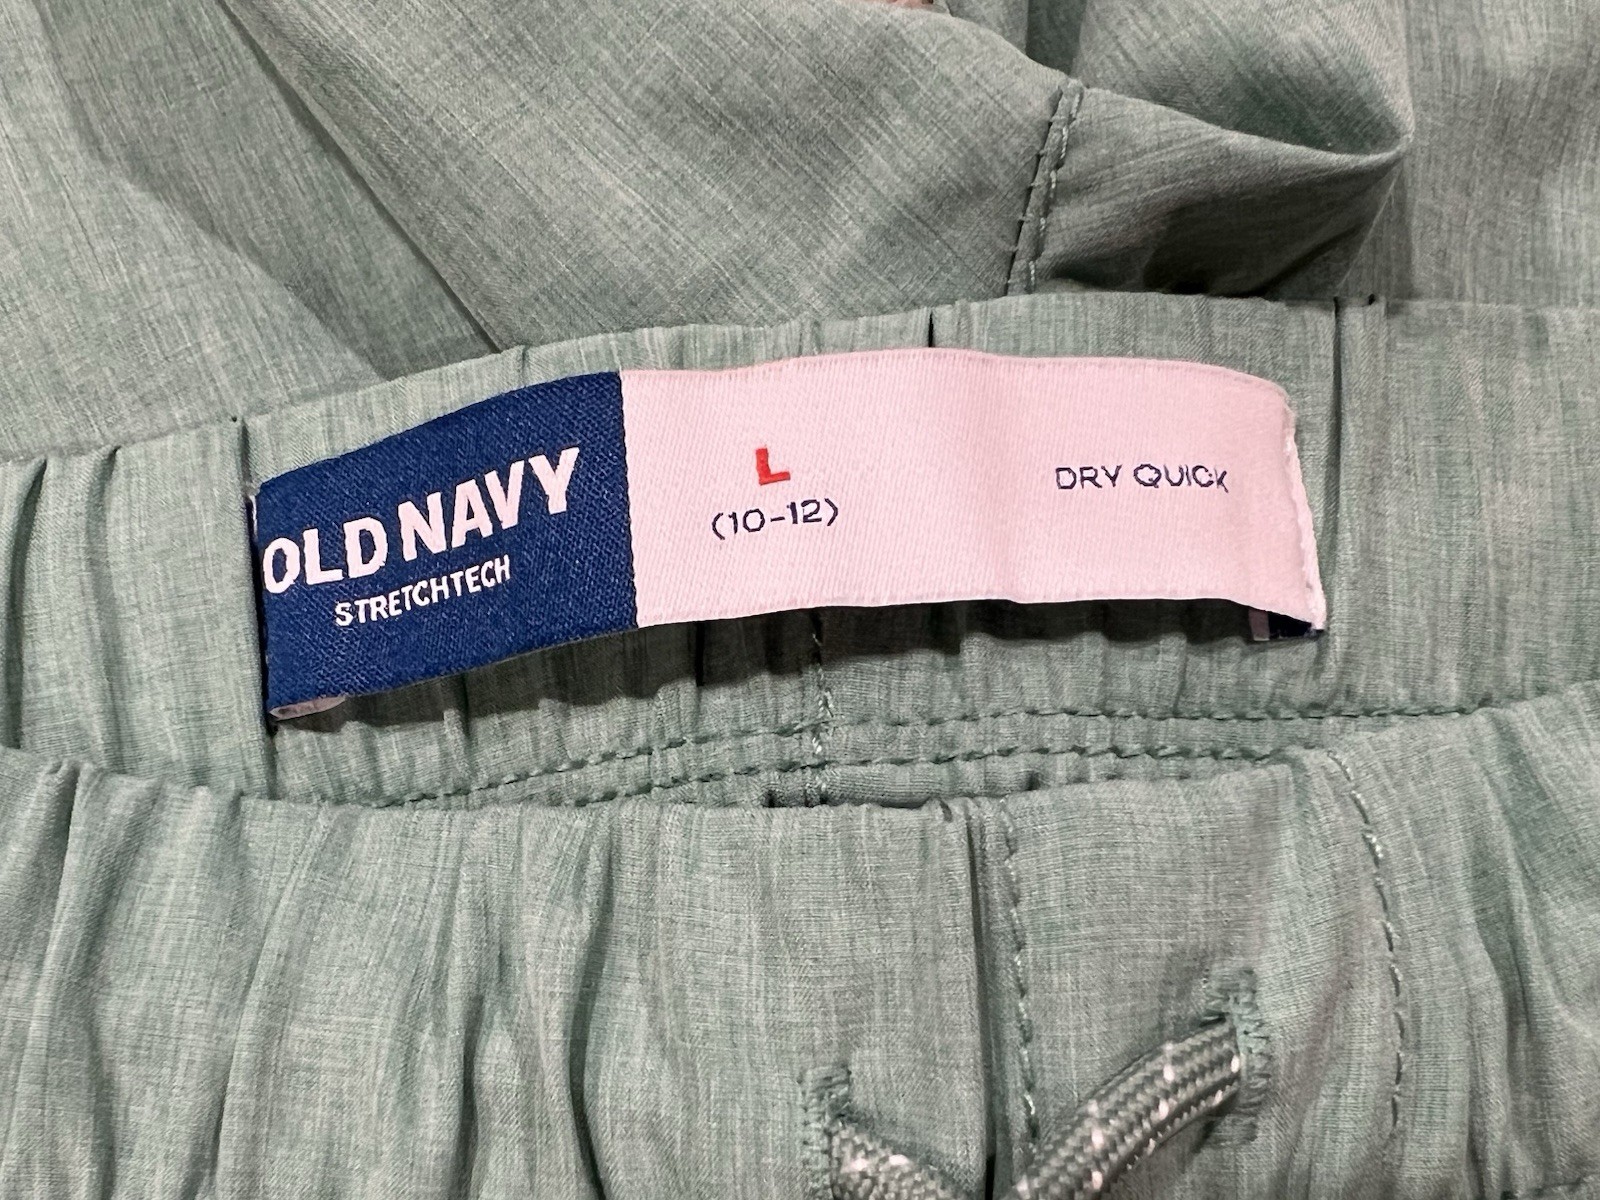 OLD NAVY
STRETCHTECH
L
(10-12)
DRY QUICK